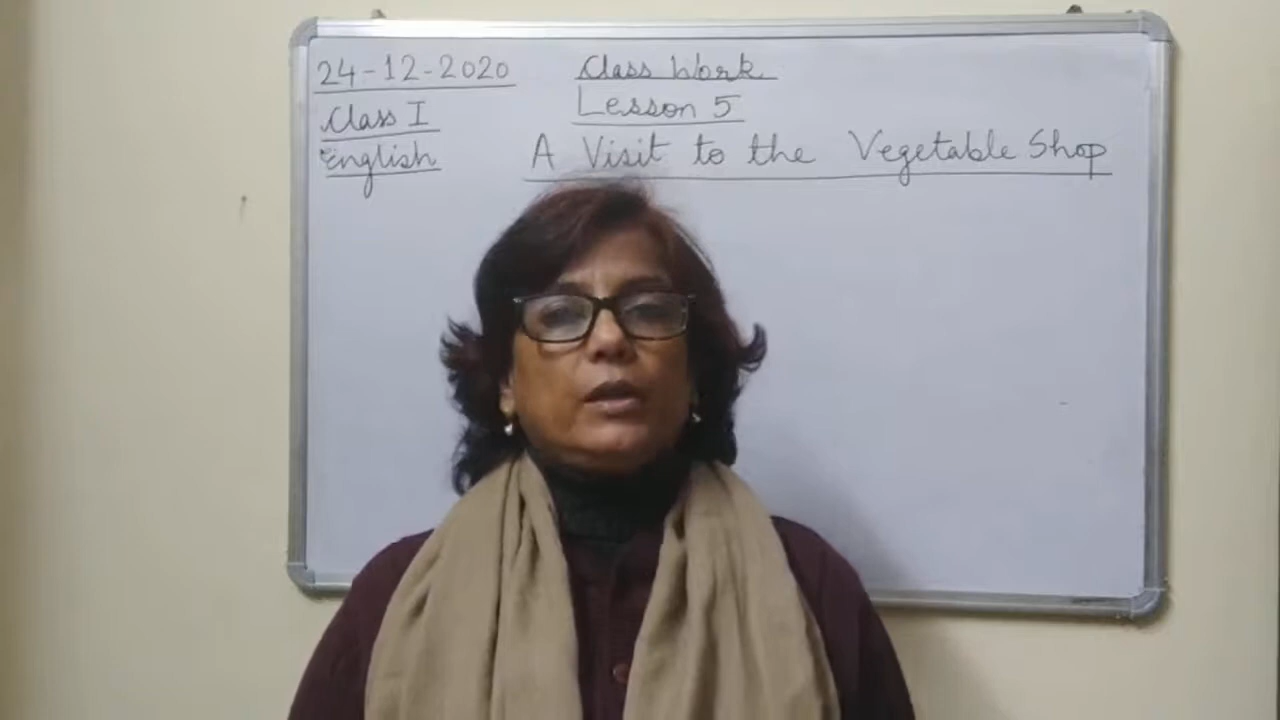 24-12-2020 Class Work
Class I Lesson 5
English A Visit to the Vegetable Shop